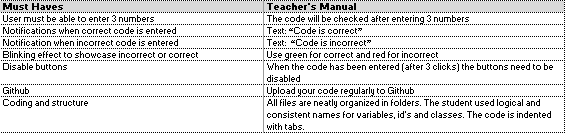 Must Haves Teacher's Manual
User must be able to enter 3 numbers The code will be checked after entering 3 numbers
Notifications when correct code is entered Text: “Code is correct”
Notification when incorrect code is entered Text: “Code is incorrect”
Blinking effect to showcase incorrect or correct Use green for correct and red for incorrect
Disable buttons When the code has been entered (after 3 clicks) the buttons need to be
disabled
Github Upload your code regularly to Github
Coding and structure All files are neatly organized in folders. The student used logical and
consistent names for variables, id's and classes. The code is indented
with tabs.